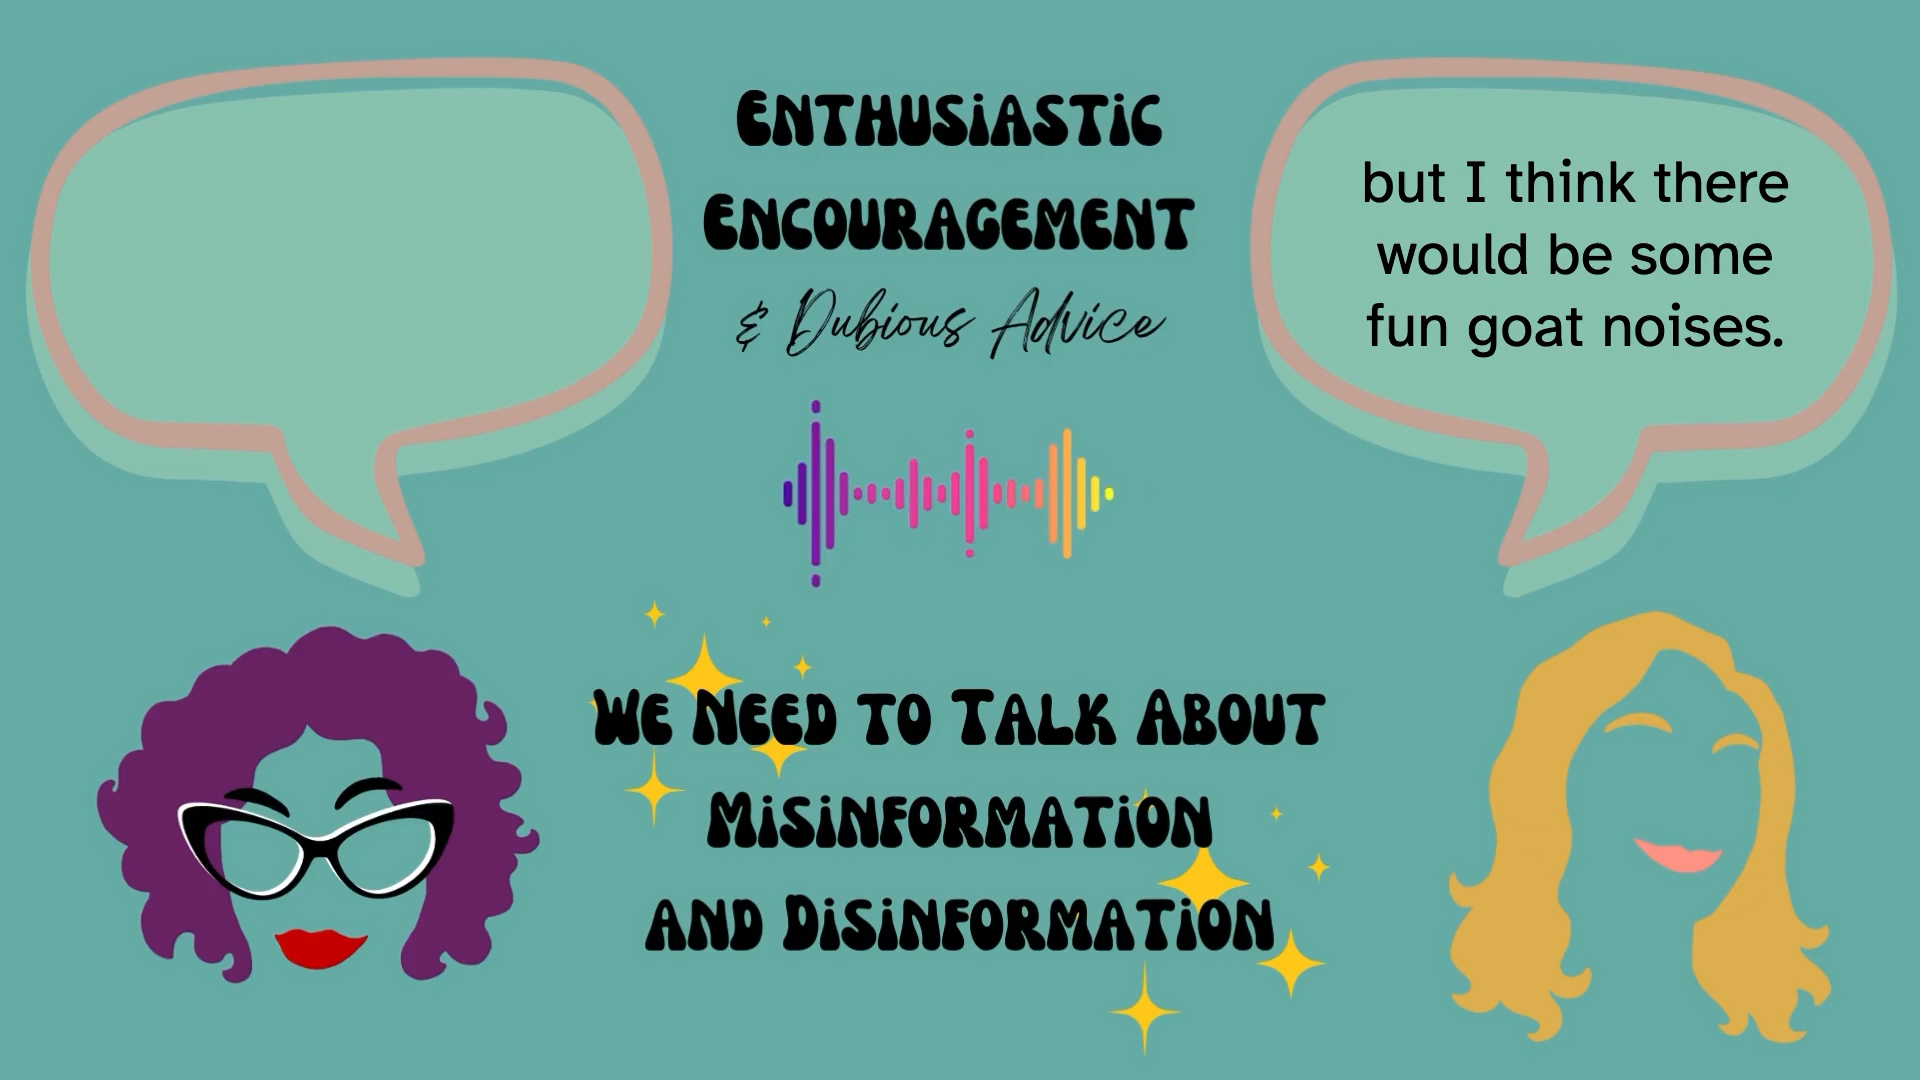 Enthusiastic
Encouragement
& Dubious Advice
but I think there
would be some
fun goat noises.
We Need to Talk About
Misinformation
and Disinformation